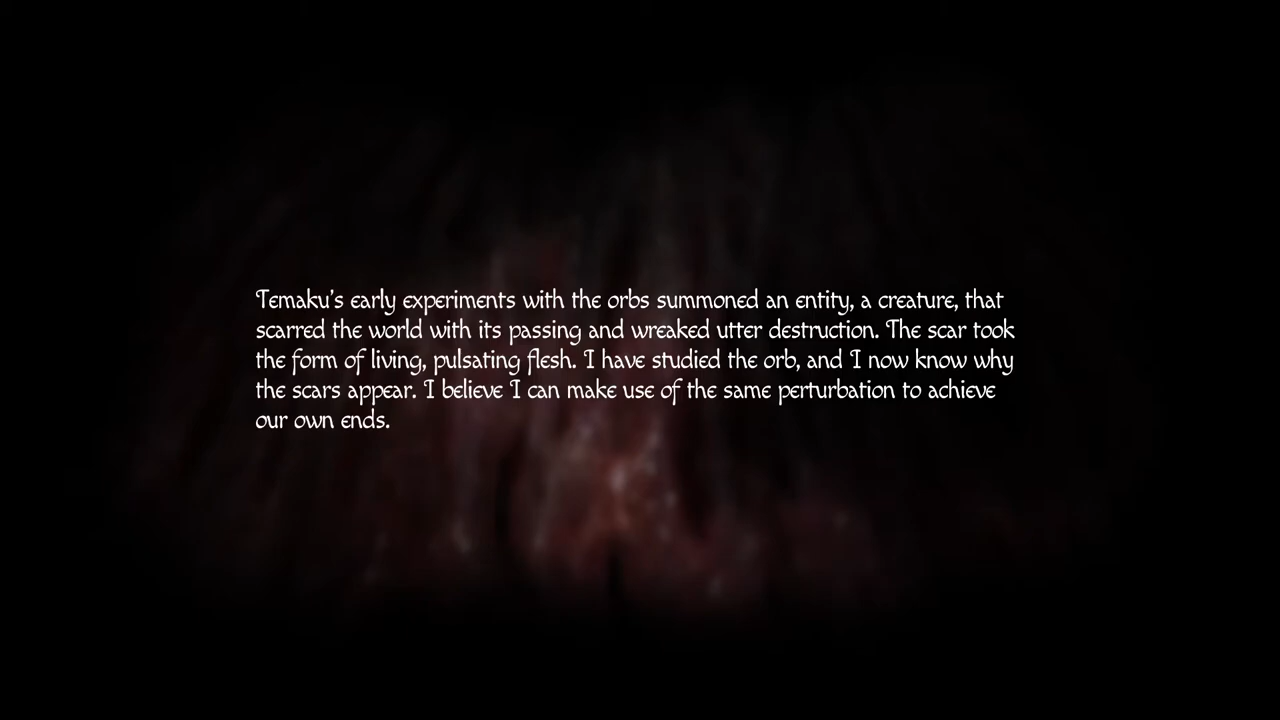 Temaku's early experiments with the orbs summoned an entity, a creature, that
scarred the world with its passing and wreaked utter destruction. The scar took
the form of living, pulsating flesh. I have studied the orb, and I now know why
the scars appear. I believe I can make use of the same perturbation to achieve
our own ends.